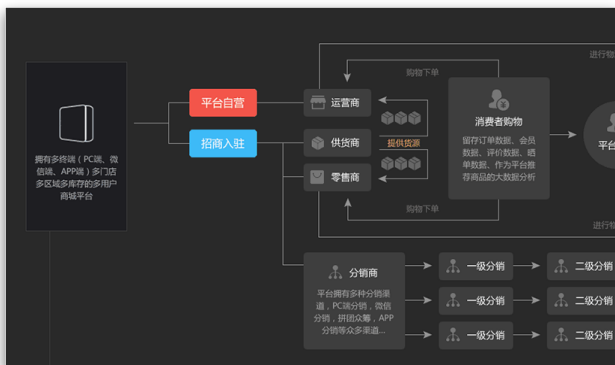 进行物
购物下单
平台自营
运营商
消费者购物
留存订单数据、会员
数据、评价数据、晒
单数据、作为平台推
荐商品的大数据分析
平台
招商入驻
供货商
提供货源
拥有多终端（PC端、微
信端、APP端）多门店
多区域多库存的多用户
商城平台
零售商
购物下单
进行物
分销商
平台拥有多种分销渠
道，PC端分销，微信
分销，拼团众筹，APP
分销等众多渠道...
一级分销
二级分销
一级分销
二级分销
一级分销
二级分销